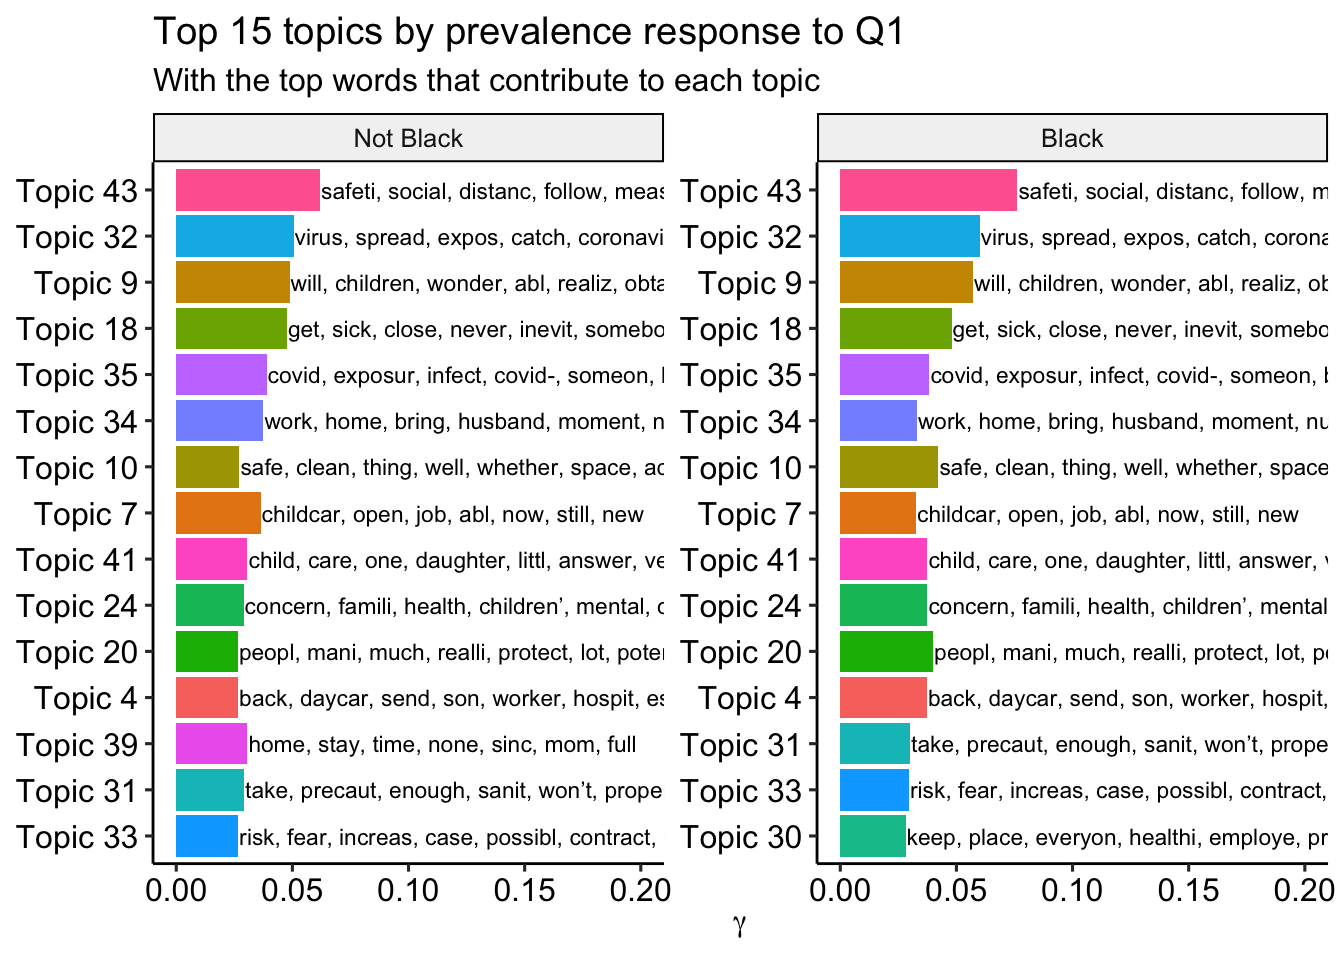 Top 15 topics by prevalence response to Q1
With the top words that contribute to each topic
Not Black
Topic 43 safeti, social, distanc, follow, meas
Topic 32 virus, spread, expos, catch, coronavi
Topic 9 will, children, wonder, abl, realiz, obta
Topic 18 get, sick, close, never, inevit, somebo
Topic 35 covid, exposur, infect, covid-, someon,
Topic 34 work, home, bring, husband, moment, n
Topic 10 safe, clean, thing, well, whether, space, ac
Topic 7 childcar, open, job, abl, now, still, new
Topic 41 child, care, one, daughter, littl, answer, ve
Topic 24 concern, famili, health, children’, mental, c
Topic 20 peopl, mani, much, realli, protect, lot, poter
Topic 4 back, daycar, send, son, worker, hospit, es
Topic 39 home, stay, time, none, sinc, mom, full
Topic 31 take, precaut, enough, sanit, won’t, prope
Topic 33 risk, fear, increas, case, possibl, contract,
0.00 0.05 0.10 0.15 0.20
Black
Topic 43 safeti, social, distanc, follow, m
Topic 32 virus, spread, expos, catch, corona
Topic 9 will, children, wonder, abl, realiz, ob
Topic 18 get, sick, close, never, inevit, somebo
Topic 35 covid, exposur, infect, covid-, someon, b
Topic 34 work, home, bring, husband, moment, nu
Topic 10 safe, clean, thing, well, whether, space
Topic 7 childcar, open, job, abl, now, still, new
Topic 41 child, care, one, daughter, littl, answer, v
Topic 24 concern, famili, health, children’, mental
Topic 20 peopl, mani, much, realli, protect, lot, po
Topic 4 back, daycar, send, son, worker, hospit,
Topic 31 take, precaut, enough, sanit, won’t, prope
Topic 33 risk, fear, increas, case, possibl, contract,
Topic 30 keep, place, everyon, healthi, employe, pr
0.00 0.05 0.10 0.15 0.20
γ